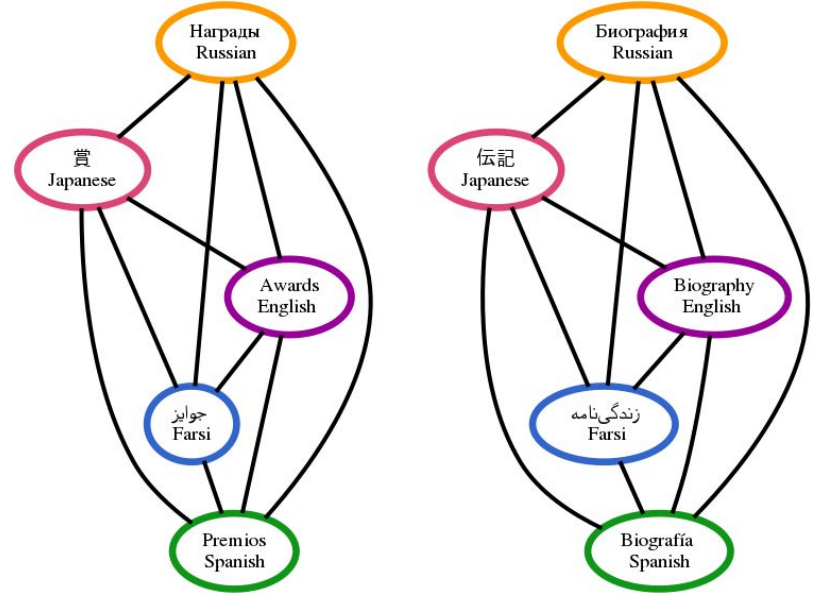 Награды
Russian
賞
Japanese
Awards
English
جوایز
Farsi
Premios
Spanish
Биография
Russian
伝記
Japanese
Biography
English
زندگی‌نامه
Farsi
Biografía
Spanish